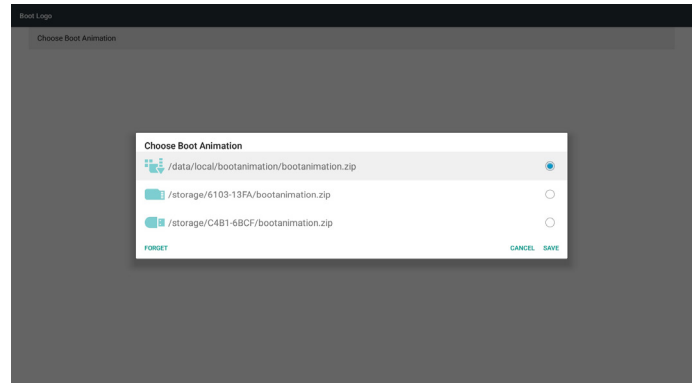 Boot Logo
Choose Boot Animation
Choose Boot Animation
/data/local/bootanimation/bootanimation.zip
/storage/6103-13FA/bootanimation.zip
/storage/C4B1-6BCF/bootanimation.zip
FORGET CANCEL SAVE